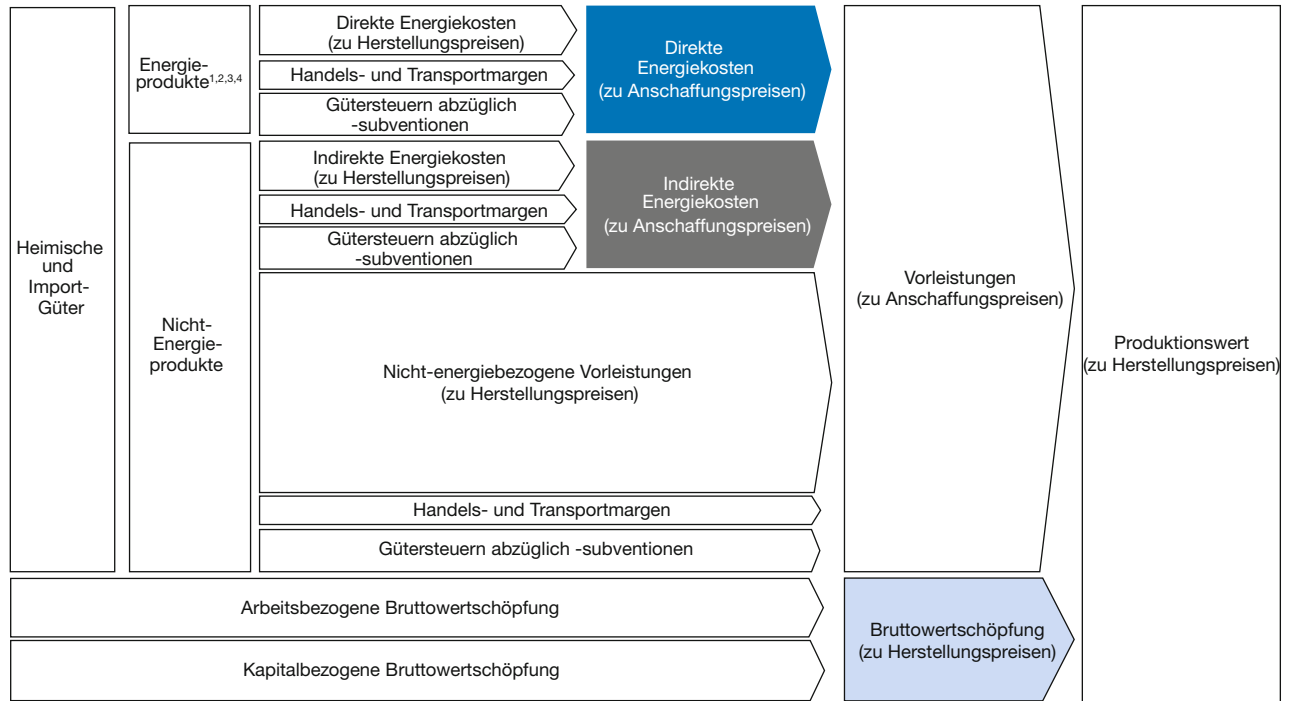 Heimische
und
Import-
Güter
Energie-
produkte1,2,3,4
Direkte Energiekosten
(zu Herstellungspreisen)
Handels- und Transportmargen
Gütersteuern abzüglich
-subventionen
Direkte
Energiekosten
(zu Anschaffungspreisen)
Nicht-
Energie-
produkte
Indirekte Energiekosten
(zu Herstellungspreisen)
Handels- und Transportmargen
Gütersteuern abzüglich
-subventionen
Indirekte
Energiekosten
(zu Anschaffungspreisen)
Nicht-energiebezogene Vorleistungen
(zu Herstellungspreisen)
Handels- und Transportmargen
Gütersteuern abzüglich -subventionen
Vorleistungen
(zu Anschaffungspreisen)
Arbeitsbezogene Bruttowertschöpfung
Kapitalbezogene Bruttowertschöpfung
Bruttowertschöpfung
(zu Herstellungspreisen)
Produktionswert
(zu Herstellungspreisen)